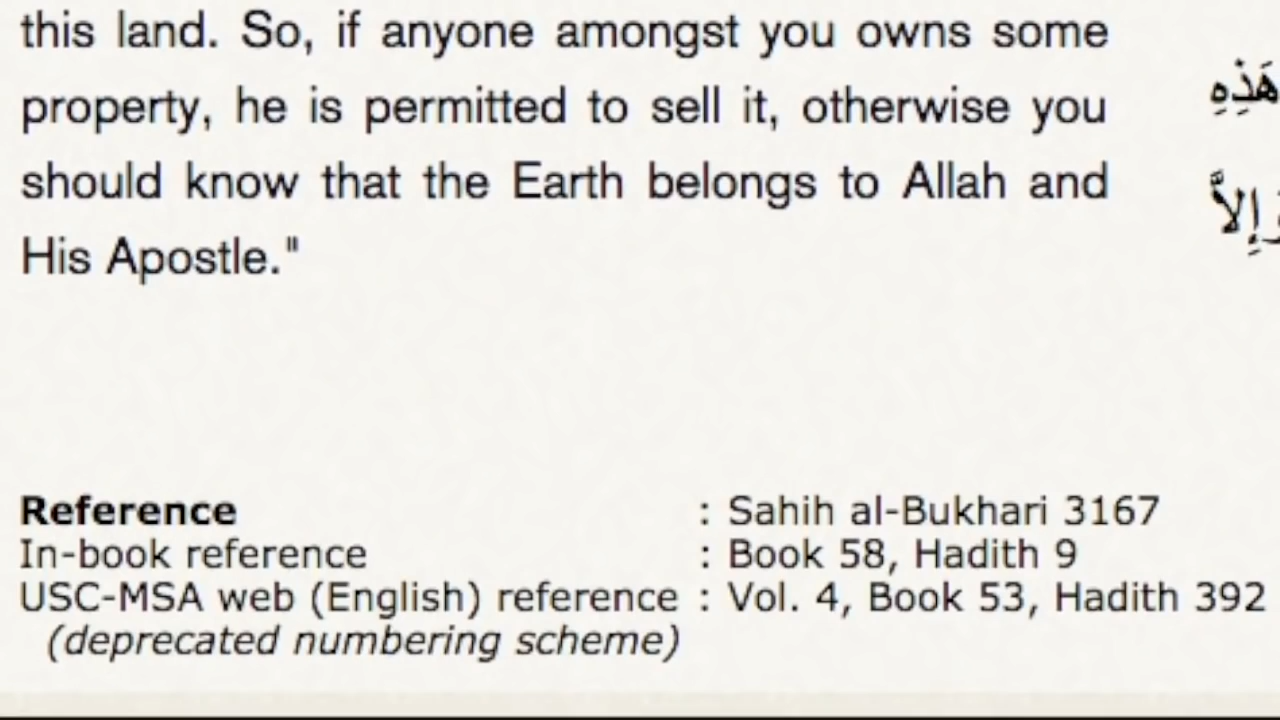 this land. So, if anyone amongst you owns some
property, he is permitted to sell it, otherwise you
should know that the Earth belongs to Allah and
His Apostle."
هَذِهِ
وَإِلاَّ
Reference : Sahih al-Bukhari 3167
In-book reference : Book 58, Hadith 9
USC-MSA web (English) reference : Vol. 4, Book 53, Hadith 392
(deprecated numbering scheme)